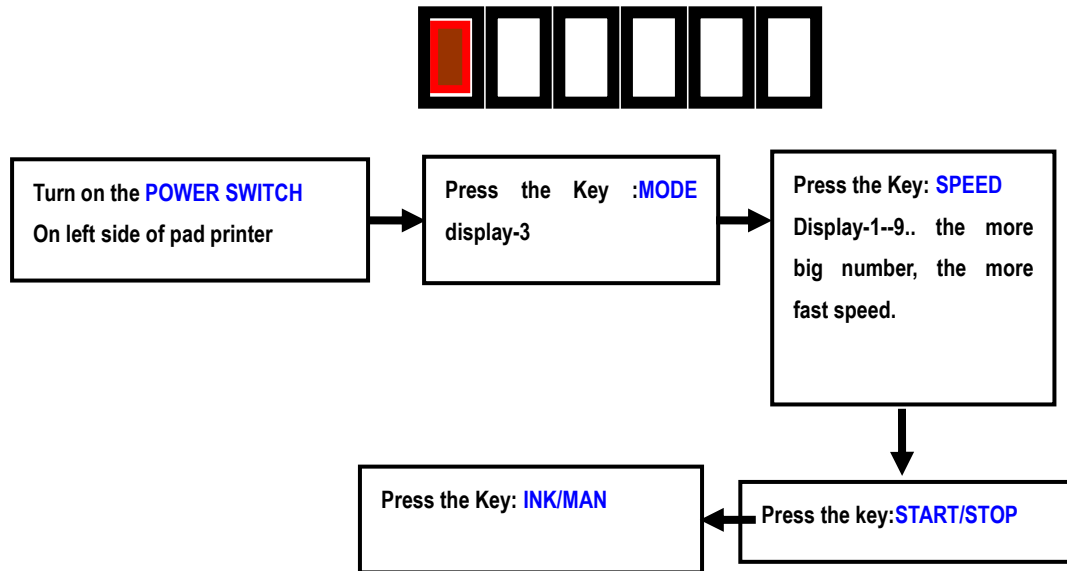 Turn on the POWER SWITCH
On left side of pad printer
Press the Key :MODE
display-3
Press the Key: SPEED
Display-1--9.. the more
big number, the more
fast speed.
Press the key:START/STOP
Press the Key: INK/MAN